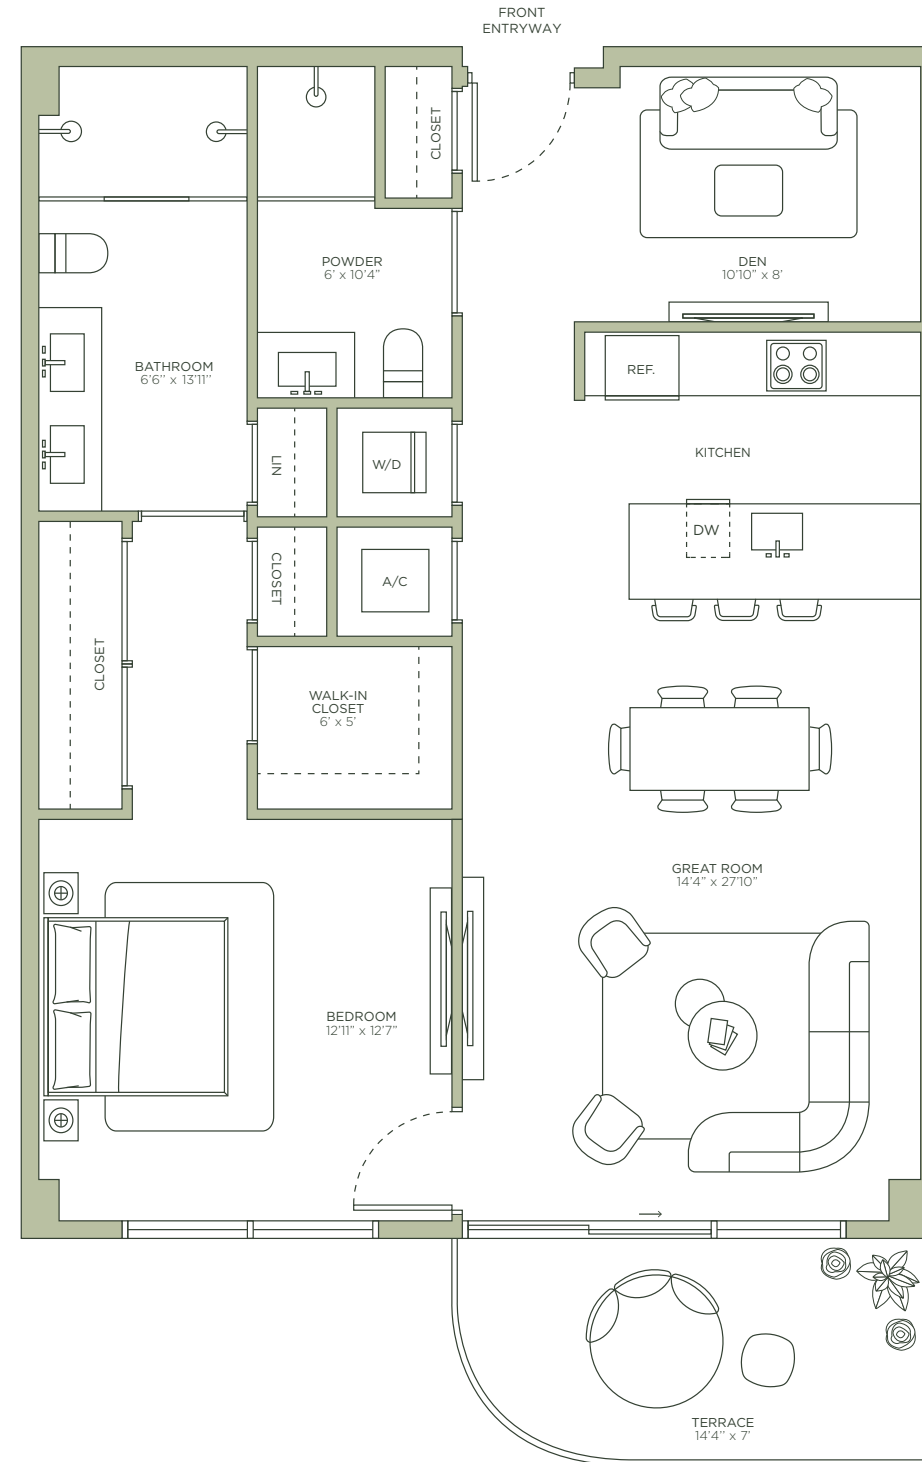 FRONT
ENTRYWAY
CLOSET
POWDER
6' x 10'4"
DEN
10'10" x 8'
BATHROOM
6'6" x 13'11"
REF.
KITCHEN
LIN
W/D
DW
CLOSET
A/C
CLOSET
WALK-IN
CLOSET
6' x 5'
GREAT ROOM
14'4" x 27'10"
BEDROOM
12'11" x 12'7"
TERRACE
14'4" x 7'